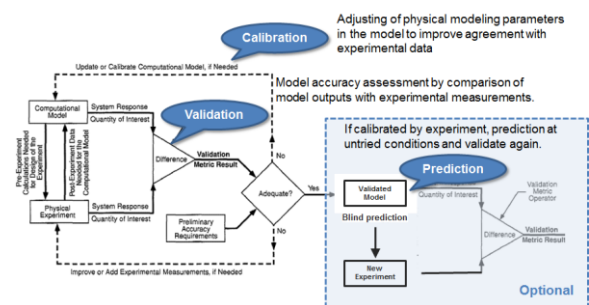 Calibration
Adjusting of physical modeling parameters
in the model to improve agreement with
experimental data
Update or Calibrate Computational Model, if Needed
Model accuracy assessment by comparison of
model outputs with experimental measurements.
Computational
Model
System Response
Quantity of Interest
Validation
Pre-Experiment
Calculations Needed
for Design of the
Experiment
Post-Experiment Data
Needed for the
Computational Model
Difference
Validation
Metric Result
No
Adequate?
Yes
No
Physical
Experiment
System Response
Quantity of Interest
Preliminary
Accuracy
Requirements
Improve or Add Experimental Measurements, if Needed
If calibrated by experiment, prediction at
untried conditions and validate again.
Prediction
Validated
Model
Quantity of Interest
Validation
Metric
Operator
Blind prediction
Difference
Validation
Metric Result
New
Experiment
Optional